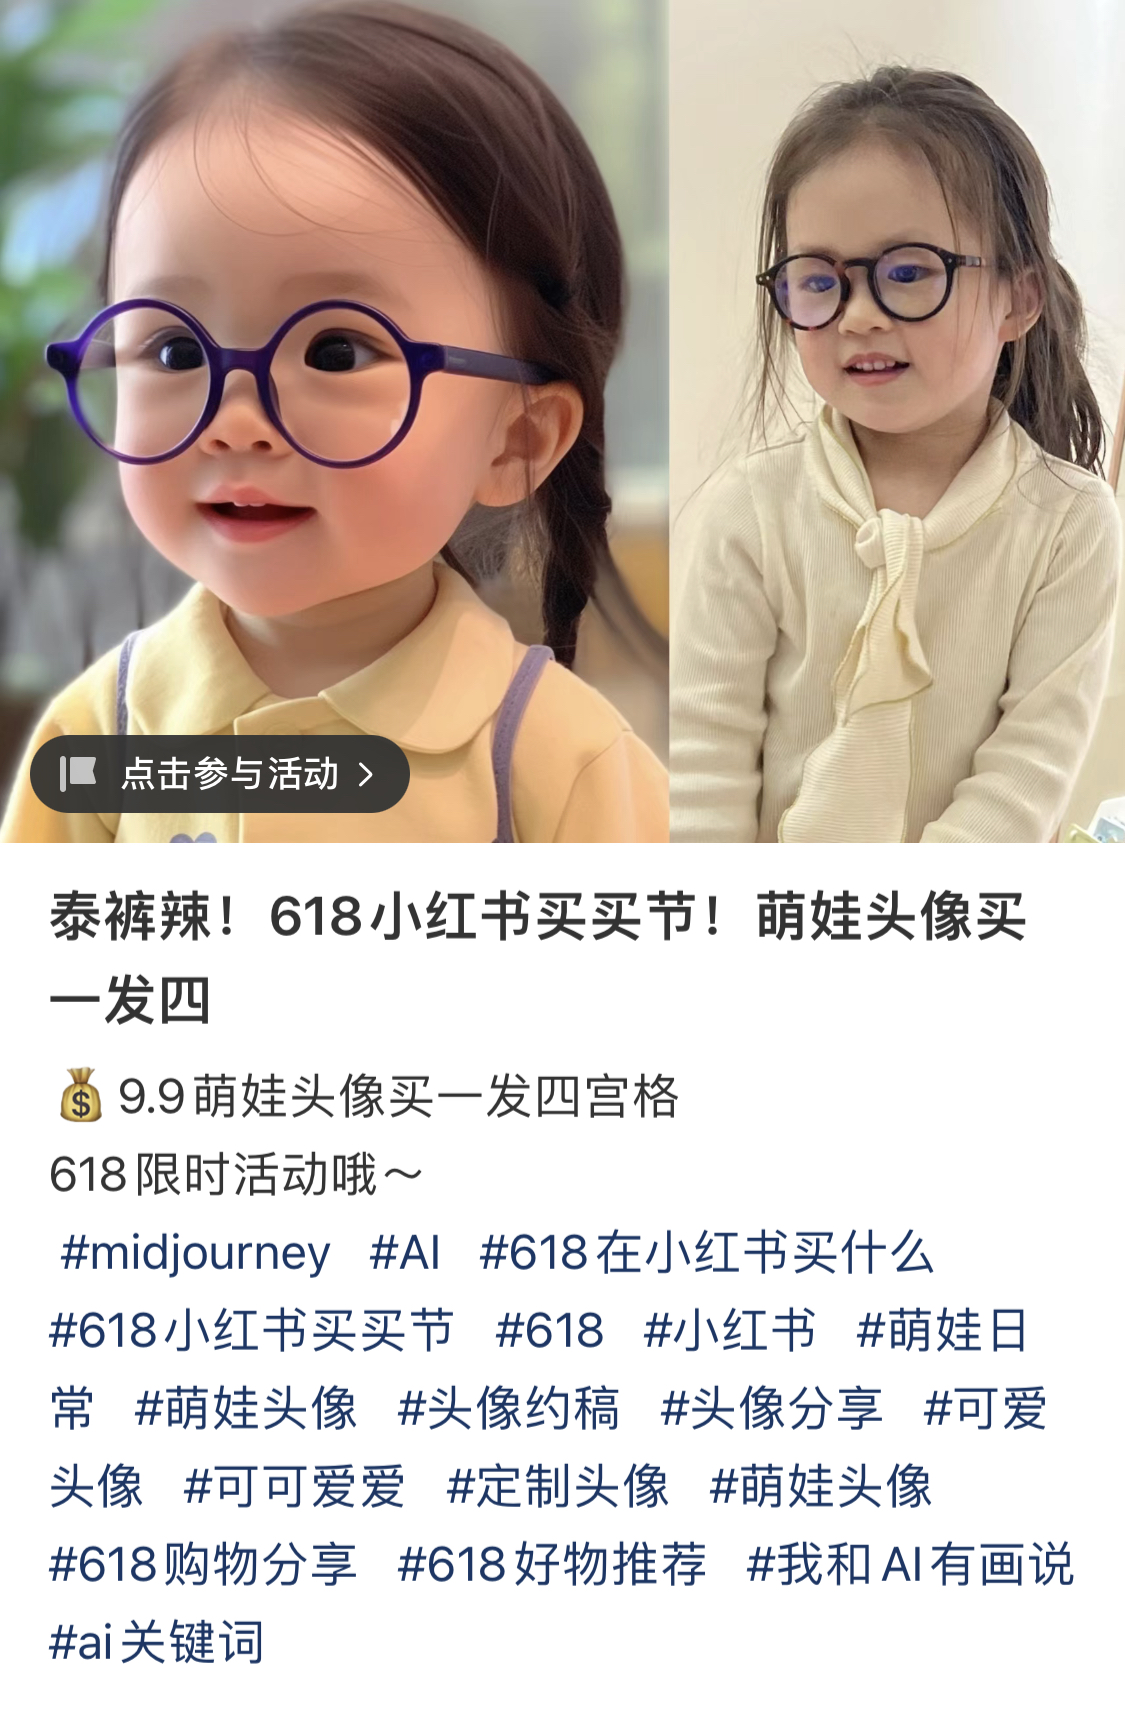 点击参与活动 >
泰裤辣！618小红书买买节！萌娃头像买
一发四
💰9.9萌娃头像买一发四宫格
618限时活动哦～
#midjourney #AI #618在小红书买什么
#618小红书买买节 #618 #小红书 #萌娃日
常 #萌娃头像 #头像约稿 #头像分享 #可爱
头像 #可可爱爱 #定制头像 #萌娃头像
#618购物分享 #618好物推荐 #我和AI有画说
#ai关键词